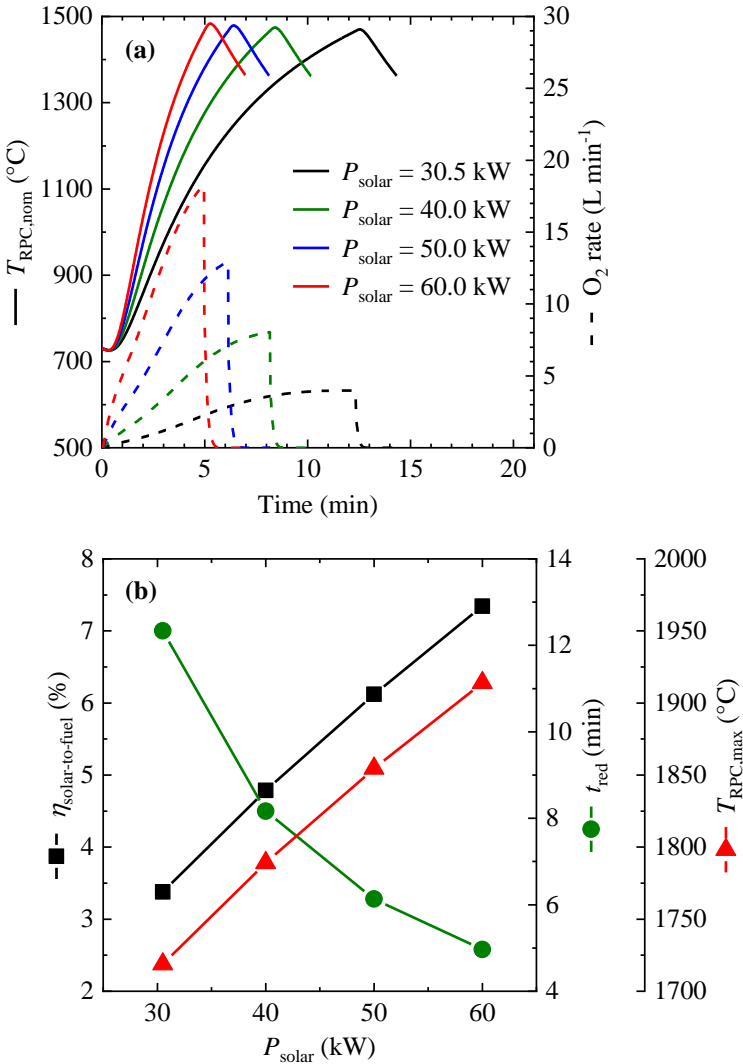 (a)
1500
1300
1100
900
700
500
T_RPC,nom (°C)
P_solar = 30.5 kW
P_solar = 40.0 kW
P_solar = 50.0 kW
P_solar = 60.0 kW
30
25
20
15
10
5
0
O₂ rate (L min⁻¹)
0 5 10 15 20
Time (min)
(b)
8
7
6
5
4
3
2
η_solar-to-fuel (%)
14
12
10
8
6
4
t_red (min)
2000
1950
1900
1850
1800
1750
1700
T_RPC,max (°C)
30 40 50 60
P_solar (kW)